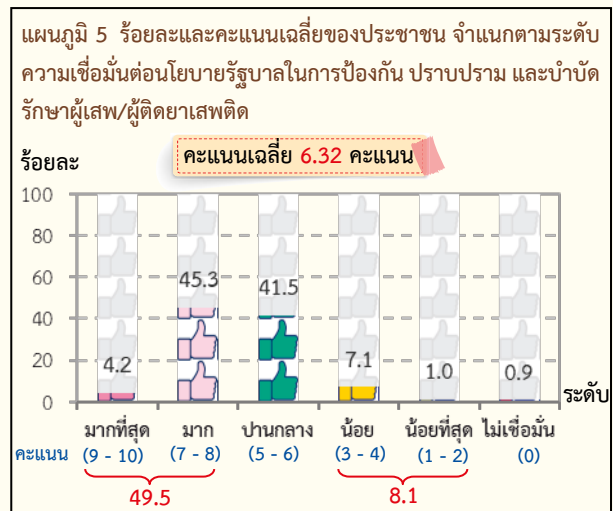 แผนภูมิ 5 ร้อยละและคะแนนเฉลี่ยของประชาชน จำแนกตามระดับ
ความเชื่อมั่นต่อนโยบายรัฐบาลในการป้องกัน ปราบปราม และบำบัด
รักษาผู้เสพ/ผู้ติดยาเสพติด
คะแนนเฉลี่ย 6.32 คะแนน
ร้อยละ
100
80
60
40
20
0
4.2 45.3 41.5 7.1 1.0 0.9
ระดับ
มากที่สุด มาก ปานกลาง น้อย น้อยที่สุด ไม่เชื่อมั่น
คะแนน (9 - 10) (7 - 8) (5 - 6) (3 - 4) (1 - 2) (0)
49.5 8.1